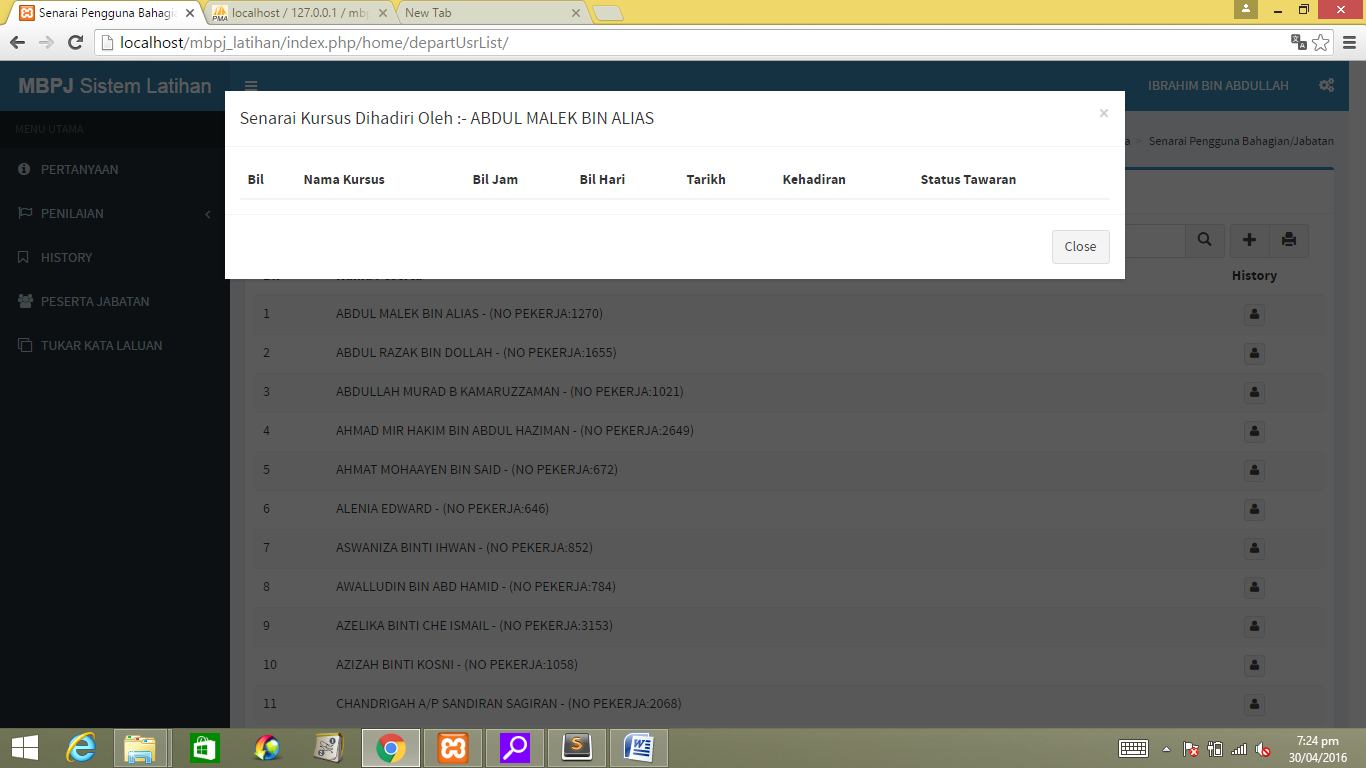 Senarai Pengguna Bahagi
localhost / 127.0.0.1 / mbp
New Tab
localhost/mbpj_latihan/index.php/home/departUsrList/
MBPJ Sistem Latihan
IBRAHIM BIN ABDULLAH
MENU UTAMA
PERTANYAAN
PENILAIAN
HISTORY
PESERTA JABATAN
TUKAR KATA LALUAN
a > Senarai Pengguna Bahagian/Jabatan
Senarai Kursus Dihadiri Oleh :- ABDUL MALEK BIN ALIAS
×
Bil Nama Kursus Bil Jam Bil Hari Tarikh Kehadiran Status Tawaran
Close
History
1 ABDUL MALEK BIN ALIAS - (NO PEKERJA:1270)
2 ABDUL RAZAK BIN DOLLAH - (NO PEKERJA:1655)
3 ABDULLAH MURAD B KAMARUZZAMAN - (NO PEKERJA:1021)
4 AHMAD MIR HAKIM BIN ABDUL HAZIMAN - (NO PEKERJA:2649)
5 AHMAT MOHAAYEN BIN SAID - (NO PEKERJA:672)
6 ALENIA EDWARD - (NO PEKERJA:646)
7 ASWANIZA BINTI IHWAN - (NO PEKERJA:852)
8 AWALLUDIN BIN ABD HAMID - (NO PEKERJA:784)
9 AZELIKA BINTI CHE ISMAIL - (NO PEKERJA:3153)
10 AZIZAH BINTI KOSNI - (NO PEKERJA:1058)
11 CHANDRIGAH A/P SANDIRAN SAGIRAN - (NO PEKERJA:2068)
7:24 pm
30/04/2016